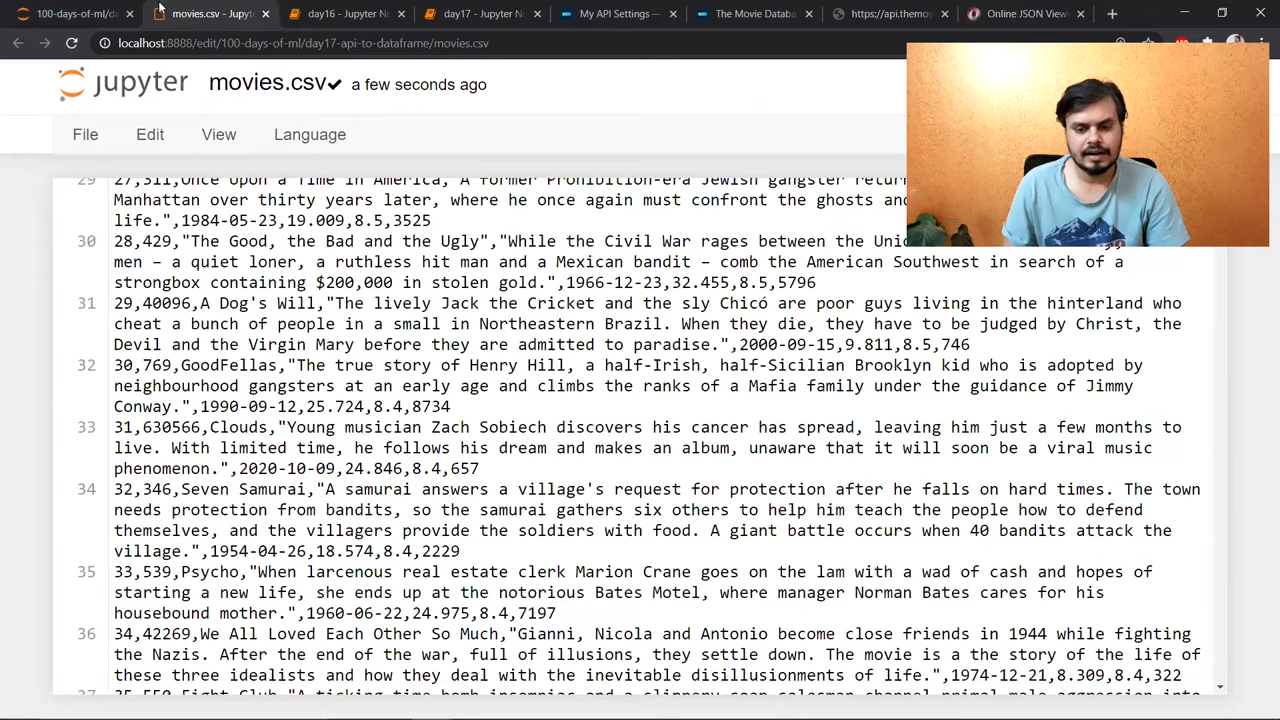 100-days-of-ml/da
movies.csv - Jupyt
day16 - Jupyter N
day17 - Jupyter N
My API Settings —
The Movie Databa
https://api.themov
Online JSON View
localhost:8888/edit/100-days-of-ml/day17-api-to-dataframe/movies.csv
jupyter movies.csv✔ a few seconds ago
File Edit View Language
29 27,311,Once Upon a Time in America,"A former Prohibition-era Jewish gangster return
Manhattan over thirty years later, where he once again must confront the ghosts and
life.",1984-05-23,19.009,8.5,3525
30 28,429,"The Good, the Bad and the Ugly","While the Civil War rages between the Unio
men – a quiet loner, a ruthless hit man and a Mexican bandit – comb the American Southwest in search of a
strongbox containing $200,000 in stolen gold.",1966-12-23,32.455,8.5,5796
31 29,40096,A Dog's Will,"The lively Jack the Cricket and the sly Chicó are poor guys living in the hinterland who
cheat a bunch of people in a small in Northeastern Brazil. When they die, they have to be judged by Christ, the
Devil and the Virgin Mary before they are admitted to paradise.",2000-09-15,9.811,8.5,746
32 30,769,GoodFellas,"The true story of Henry Hill, a half-Irish, half-Sicilian Brooklyn kid who is adopted by
neighbourhood gangsters at an early age and climbs the ranks of a Mafia family under the guidance of Jimmy
Conway.",1990-09-12,25.724,8.4,8734
33 31,630566,Clouds,"Young musician Zach Sobiech discovers his cancer has spread, leaving him just a few months to
live. With limited time, he follows his dream and makes an album, unaware that it will soon be a viral music
phenomenon.",2020-10-09,24.846,8.4,657
34 32,346,Seven Samurai,"A samurai answers a village's request for protection after he falls on hard times. The town
needs protection from bandits, so the samurai gathers six others to help him teach the people how to defend
themselves, and the villagers provide the soldiers with food. A giant battle occurs when 40 bandits attack the
village.",1954-04-26,18.574,8.4,2229
35 33,539,Psycho,"When larcenous real estate clerk Marion Crane goes on the lam with a wad of cash and hopes of
starting a new life, she ends up at the notorious Bates Motel, where manager Norman Bates cares for his
housebound mother.",1960-06-22,24.975,8.4,7197
36 34,42269,We All Loved Each Other So Much,"Gianni, Nicola and Antonio become close friends in 1944 while fighting
the Nazis. After the end of the war, full of illusions, they settle down. The movie is a the story of the life of
these three idealists and how they deal with the inevitable disillusionments of life.",1974-12-21,8.309,8.4,322
37 35,550,Fight Club,"A ticking-time-bomb insomniac and a slippery soap salesman channel primal male aggression into